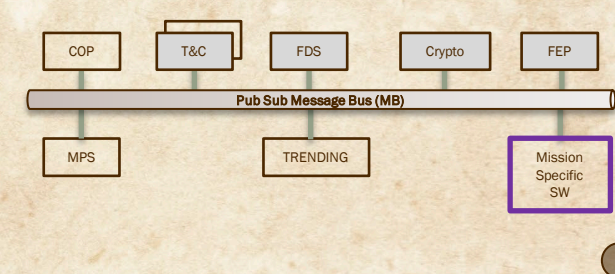 COP
T&C
FDS
Crypto
FEP
Pub Sub Message Bus (MB)
MPS
TRENDING
Mission
Specific
SW